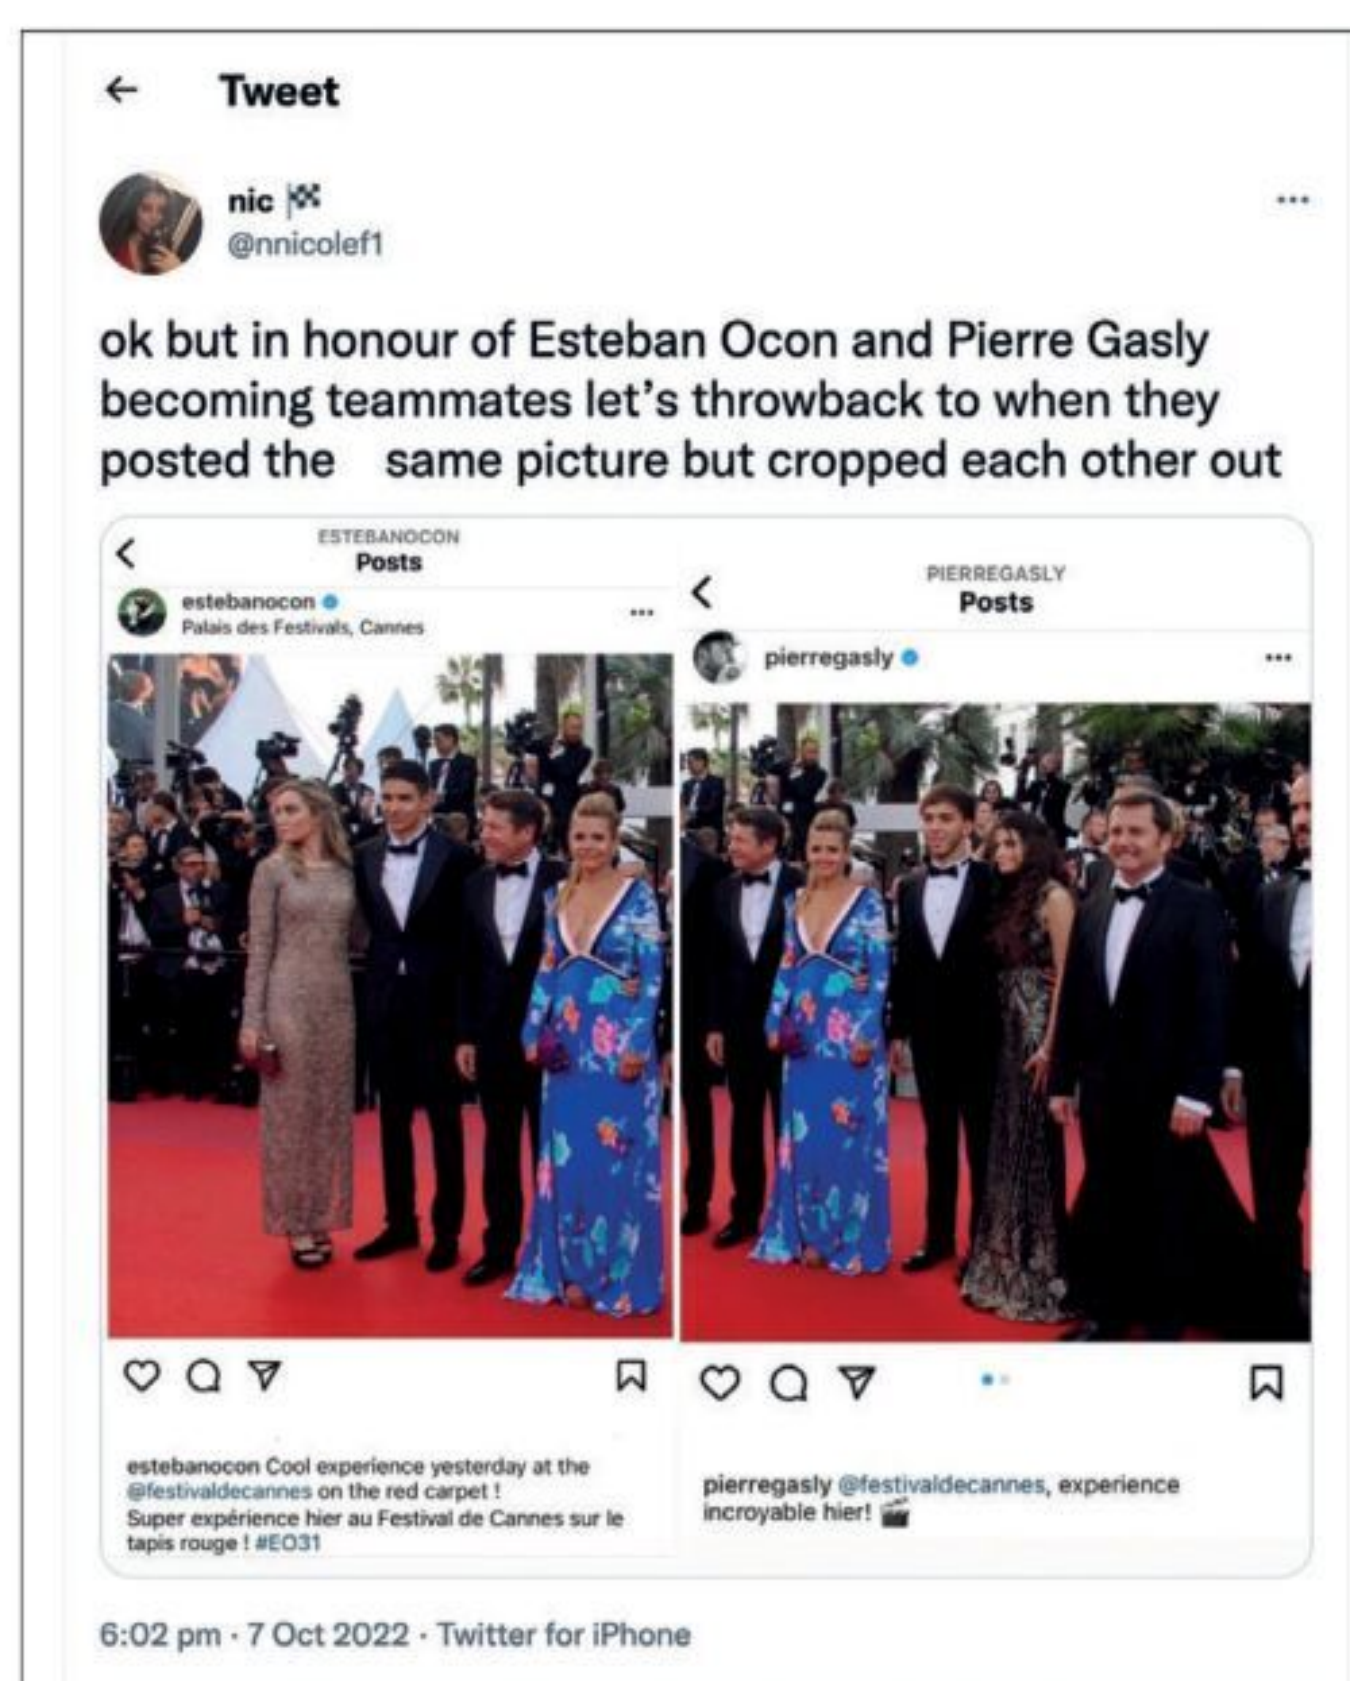 Tweet
nic
@nnicolef1
ok but in honour of Esteban Ocon and Pierre Gasly
becoming teammates let's throwback to when they
posted the same picture but cropped each other out
ESTEBANOCON
Posts
estebanocon
Palais des Festivals, Cannes
PIERREGASLY
Posts
pierregasly
estebanocon Cool experience yesterday at the
@festivaldecannes on the red carpet !
Super expérience hier au Festival de Cannes sur le
tapis rouge ! #EO31
pierregasly @festivaldecannes, experience
incroyable hier!
6:02 pm · 7 Oct 2022 · Twitter for iPhone